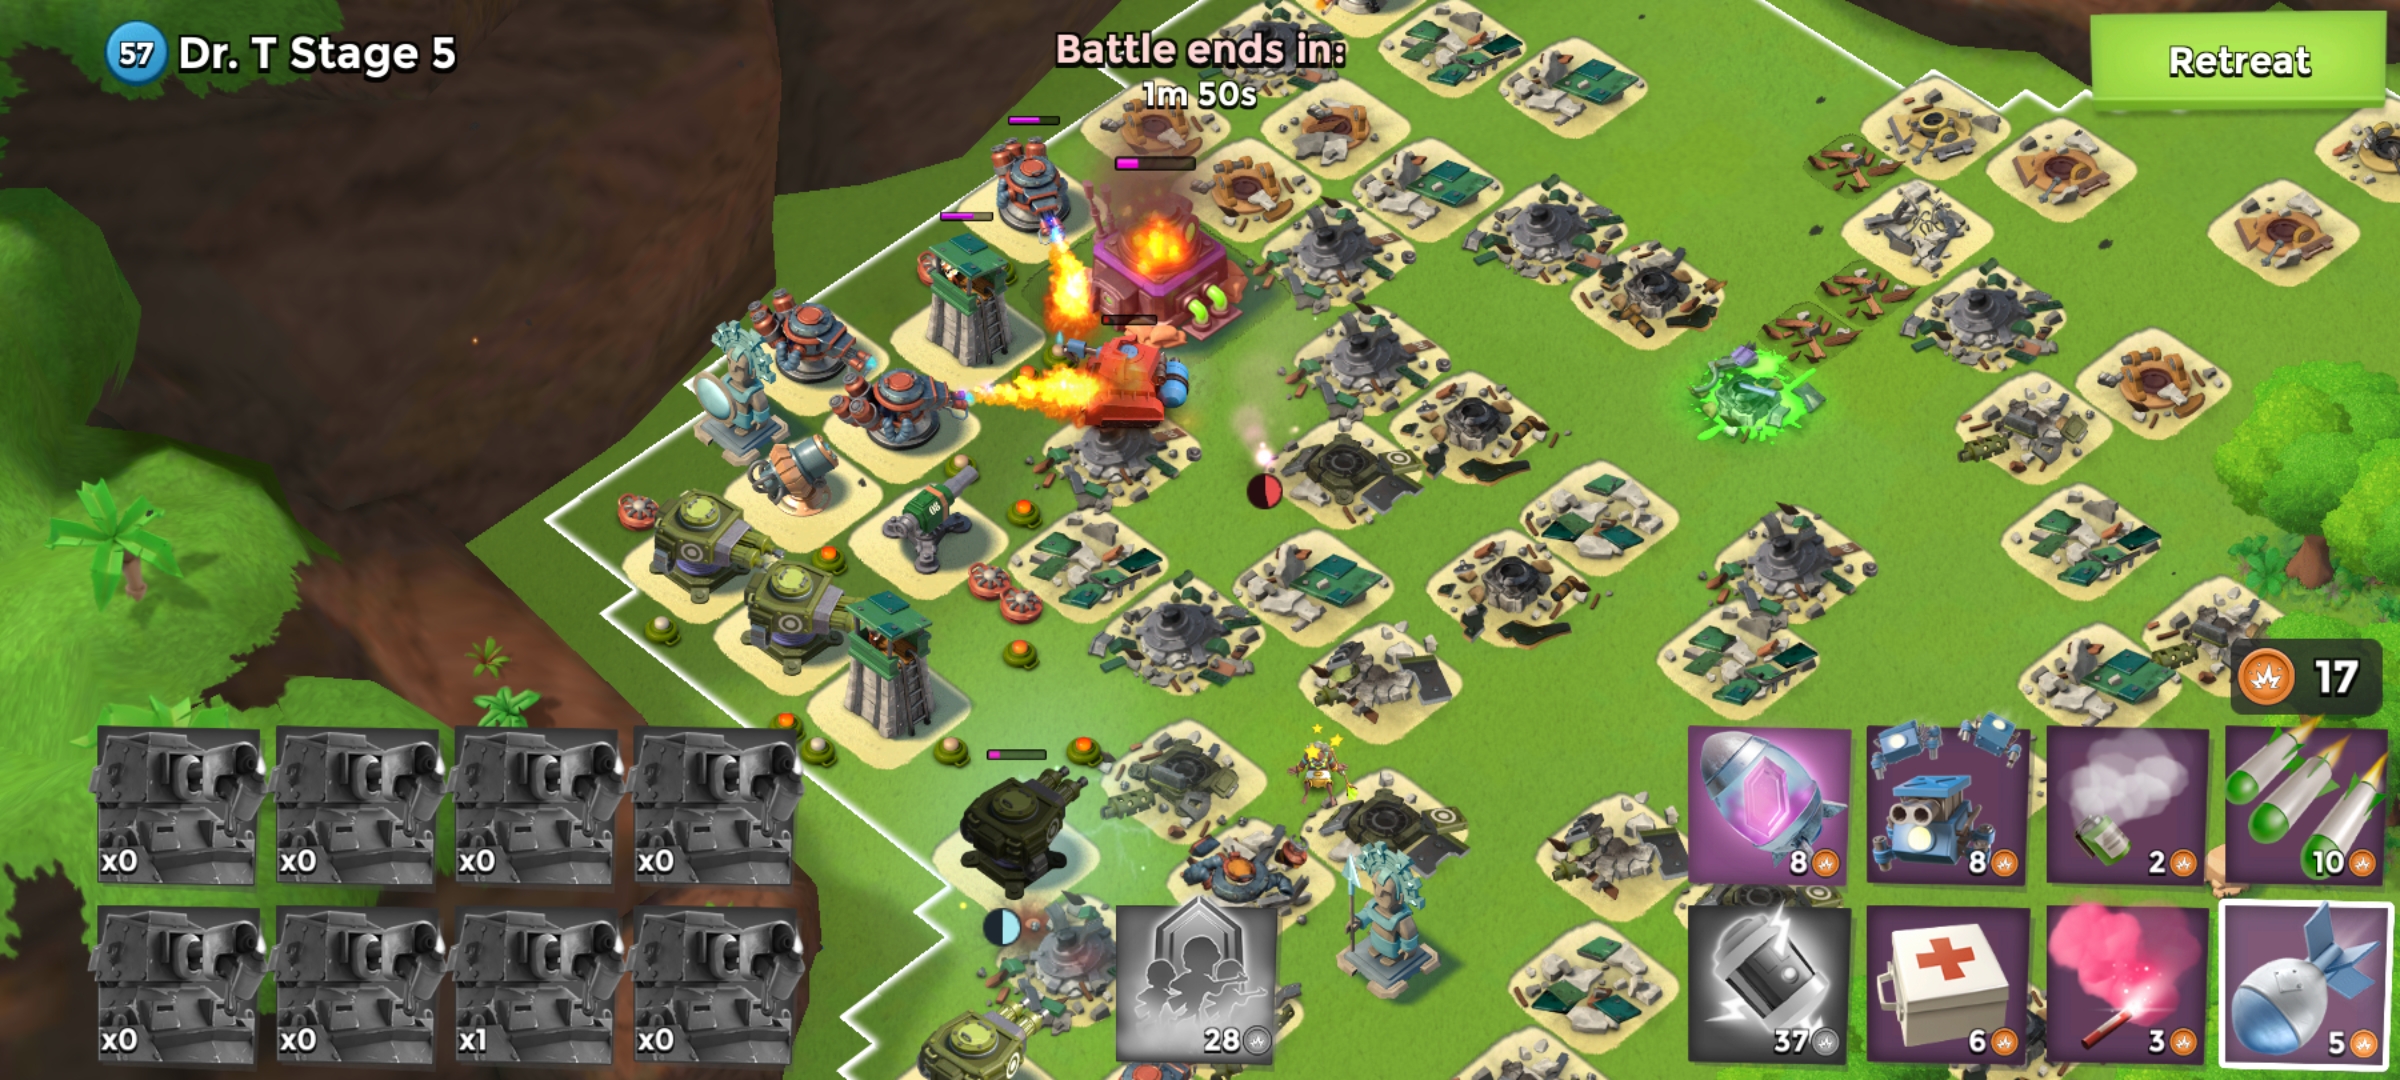 57 Dr. T Stage 5
Battle ends in:
1m 50s
Retreat
08
17
x0 x0 x0 x0
8 8 2 10
x0 x0 x1 x0
28
37 6 3 5